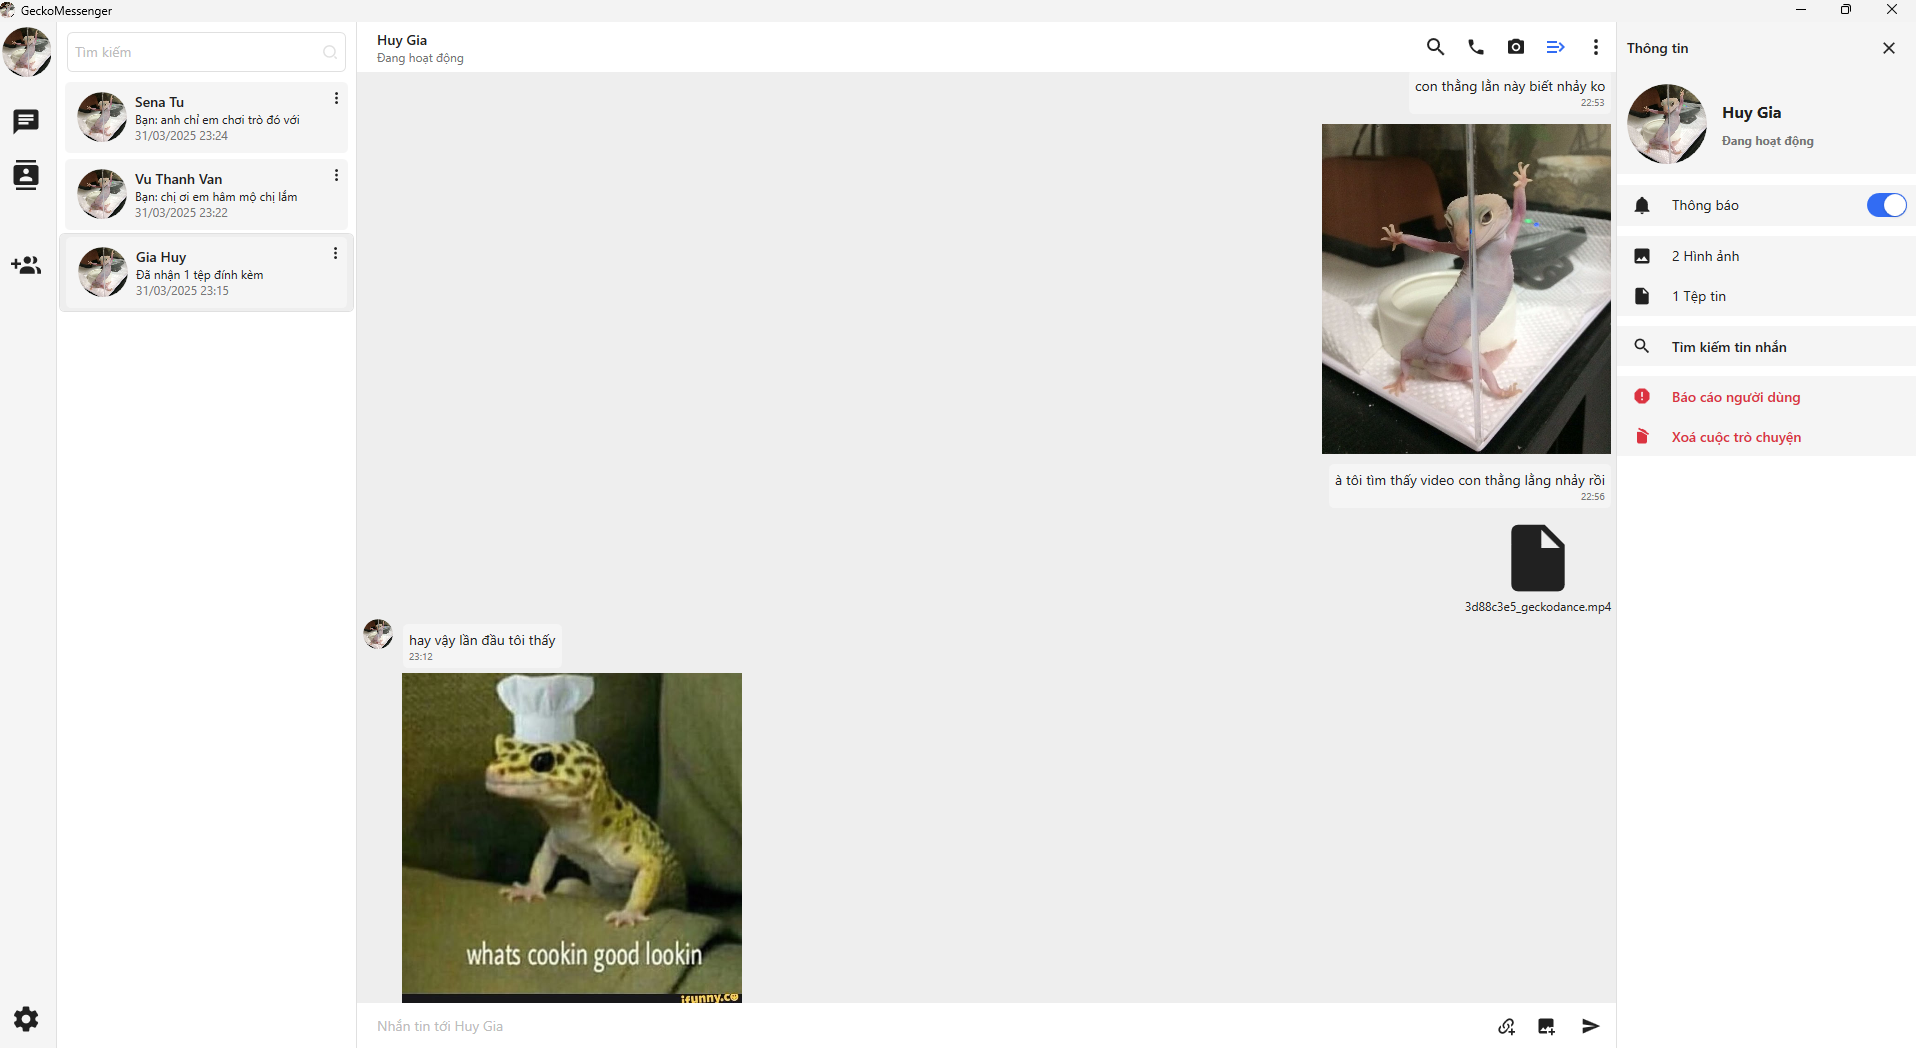 GeckoMessenger
Tìm kiếm
Sena Tu
Bạn: anh chỉ em chơi trò đó với
31/03/2025 23:24
Vu Thanh Van
Bạn: chị ơi em hâm mộ chị lắm
31/03/2025 23:22
Gia Huy
Đã nhận 1 tệp đính kèm
31/03/2025 23:15
Huy Gia
Đang hoạt động
con thằn lằn này biết nhảy ko
22:53
à tôi tìm thấy video con thằng lằng nhảy rồi
22:56
3d88c3e5_geckodance.mp4
hay vậy lần đầu tôi thấy
23:12
whats cookin good lookin
ifunny.co
Nhắn tin tới Huy Gia
Thông tin
Huy Gia
Đang hoạt động
Thông báo
2 Hình ảnh
1 Tệp tin
Tìm kiếm tin nhắn
Báo cáo người dùng
Xoá cuộc trò chuyện